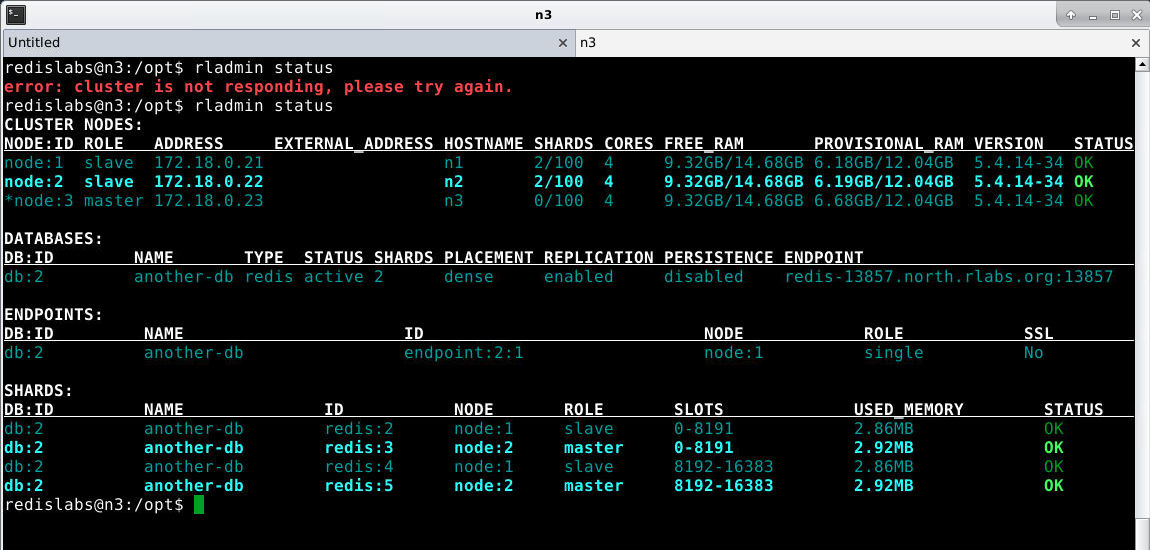 n3
Untitled
n3
redislabs@n3:/opt$ rladmin status
error: cluster is not responding, please try again.
redislabs@n3:/opt$ rladmin status
CLUSTER NODES:
NODE:ID ROLE ADDRESS EXTERNAL_ADDRESS HOSTNAME SHARDS CORES FREE_RAM PROVISIONAL_RAM VERSION STATUS
node:1 slave 172.18.0.21 n1 2/100 4 9.32GB/14.68GB 6.18GB/12.04GB 5.4.14-34 OK
node:2 slave 172.18.0.22 n2 2/100 4 9.32GB/14.68GB 6.19GB/12.04GB 5.4.14-34 OK
*node:3 master 172.18.0.23 n3 0/100 4 9.32GB/14.68GB 6.68GB/12.04GB 5.4.14-34 OK
DATABASES:
DB:ID NAME TYPE STATUS SHARDS PLACEMENT REPLICATION PERSISTENCE ENDPOINT
db:2 another-db redis active 2 dense enabled disabled redis-13857.north.rlabs.org:13857
ENDPOINTS:
DB:ID NAME ID NODE ROLE SSL
db:2 another-db endpoint:2:1 node:1 single No
SHARDS:
DB:ID NAME ID NODE ROLE SLOTS USED_MEMORY STATUS
db:2 another-db redis:2 node:1 slave 0-8191 2.86MB OK
db:2 another-db redis:3 node:2 master 0-8191 2.92MB OK
db:2 another-db redis:4 node:1 slave 8192-16383 2.86MB OK
db:2 another-db redis:5 node:2 master 8192-16383 2.92MB OK
redislabs@n3:/opt$